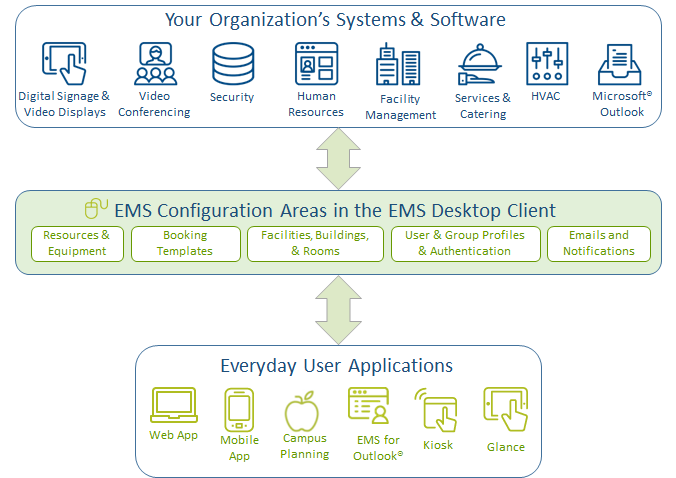 Your Organization’s Systems & Software
Digital Signage &
Video Displays
Video
Conferencing
Security
Human
Resources
Facility
Management
Services &
Catering
HVAC
Microsoft®
Outlook
EMS Configuration Areas in the EMS Desktop Client
Resources &
Equipment
Booking
Templates
Facilities, Buildings,
& Rooms
User & Group Profiles
& Authentication
Emails and
Notifications
Everyday User Applications
Web App
Mobile
App
Campus
Planning
EMS for
Outlook®
Kiosk
Glance